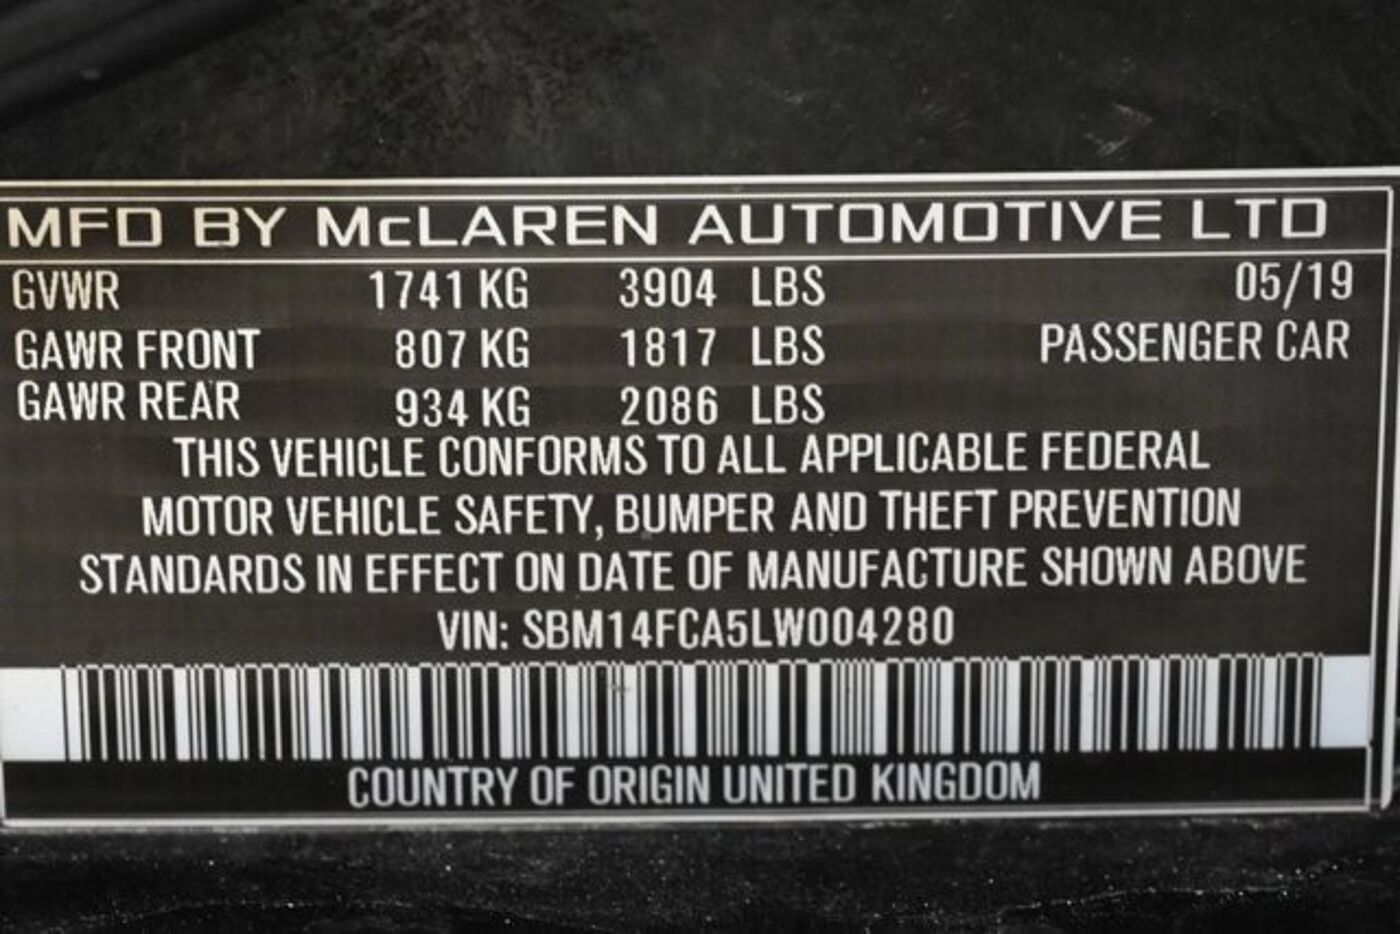 MFD BY McLAREN AUTOMOTIVE LTD
GVWR 1741 KG 3904 LBS 05/19
GAWR FRONT 807 KG 1817 LBS PASSENGER CAR
GAWR REAR 934 KG 2086 LBS
THIS VEHICLE CONFORMS TO ALL APPLICABLE FEDERAL
MOTOR VEHICLE SAFETY, BUMPER AND THEFT PREVENTION
STANDARDS IN EFFECT ON DATE OF MANUFACTURE SHOWN ABOVE
VIN: SBM14FCA5LW004280
COUNTRY OF ORIGIN UNITED KINGDOM